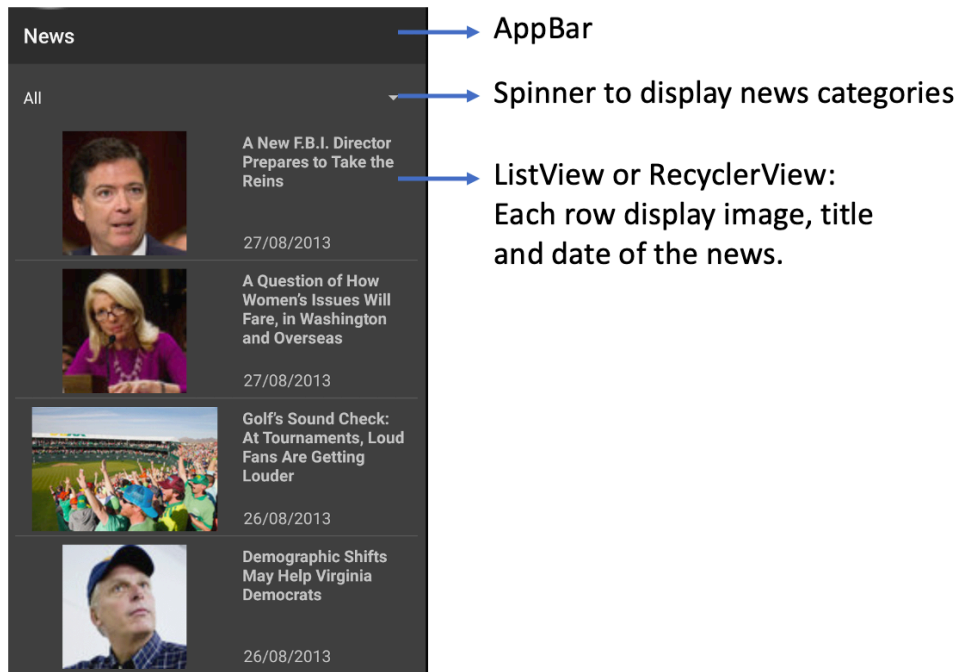 News
AppBar
All
Spinner to display news categories
A New F.B.I. Director
Prepares to Take the
Reins
27/08/2013
ListView or RecyclerView:
Each row display image, title
and date of the news.
A Question of How
Women's Issues Will
Fare, in Washington
and Overseas
27/08/2013
Golf's Sound Check:
At Tournaments, Loud
Fans Are Getting
Louder
26/08/2013
Demographic Shifts
May Help Virginia
Democrats
26/08/2013